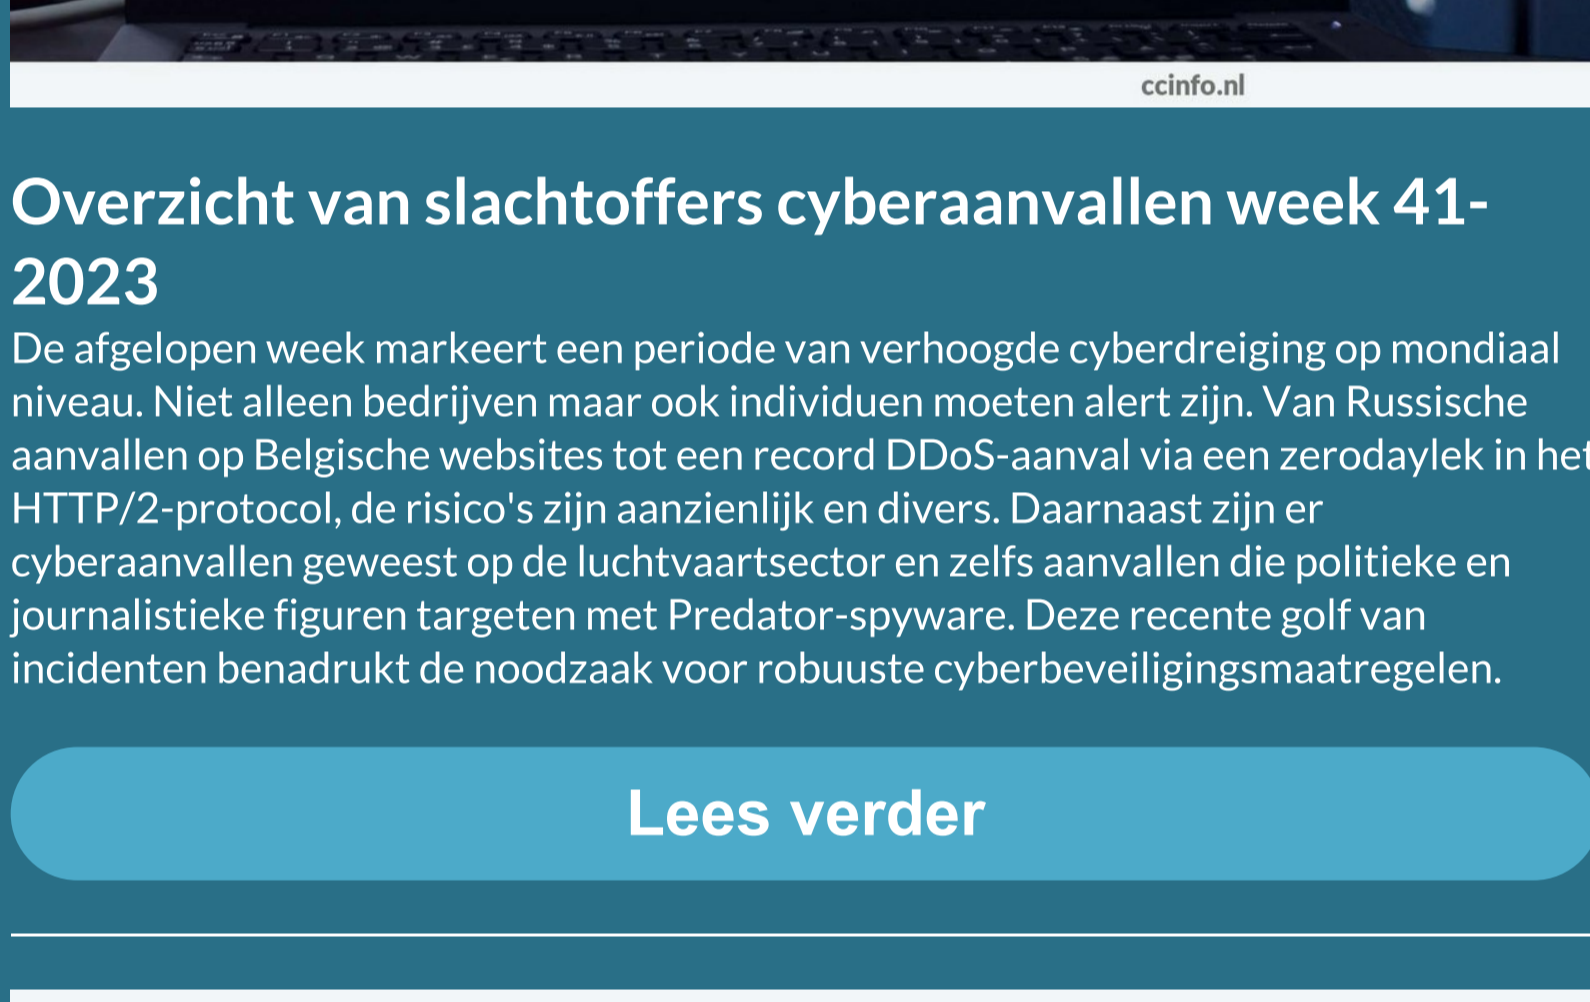 ccinfo.nl
Overzicht van slachtoffers cyberaanvallen week 41-
2023
De afgelopen week markeert een periode van verhoogde cyberdreiging op mondiaal
niveau. Niet alleen bedrijven maar ook individuen moeten alert zijn. Van Russische
aanvallen op Belgische websites tot een record DDoS-aanval via een zerodaylek in het
HTTP/2-protocol, de risico's zijn aanzienlijk en divers. Daarnaast zijn er
cyberaanvallen geweest op de luchtvaartsector en zelfs aanvallen die politieke en
journalistieke figuren targeten met Predator-spyware. Deze recente golf van
incidenten benadrukt de noodzaak voor robuuste cyberbeveiligingsmaatregelen.
Lees verder